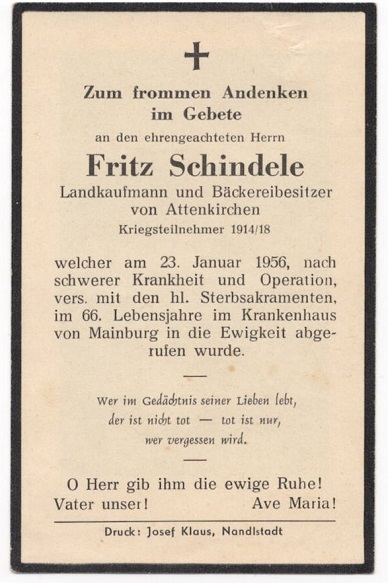 Zum frommen Andenken
im Gebete
an den ehrengeachteten Herrn
Fritz Schindele
Landkaufmann und Bäckereibesitzer
von Attenkirchen
Kriegsteilnehmer 1914/18
welcher am 23. Januar 1956, nach
schwerer Krankheit und Operation,
vers. mit den hl. Sterbsakramenten,
im 66. Lebensjahre im Krankenhaus
von Mainburg in die Ewigkeit abge-
rufen wurde.
Wer im Gedächtnis seiner Lieben lebt,
der ist nicht tot — tot ist nur,
wer vergessen wird.
O Herr gib ihm die ewige Ruhe!
Vater unser! Ave Maria!
Druck: Josef Klaus, Nandlstadt